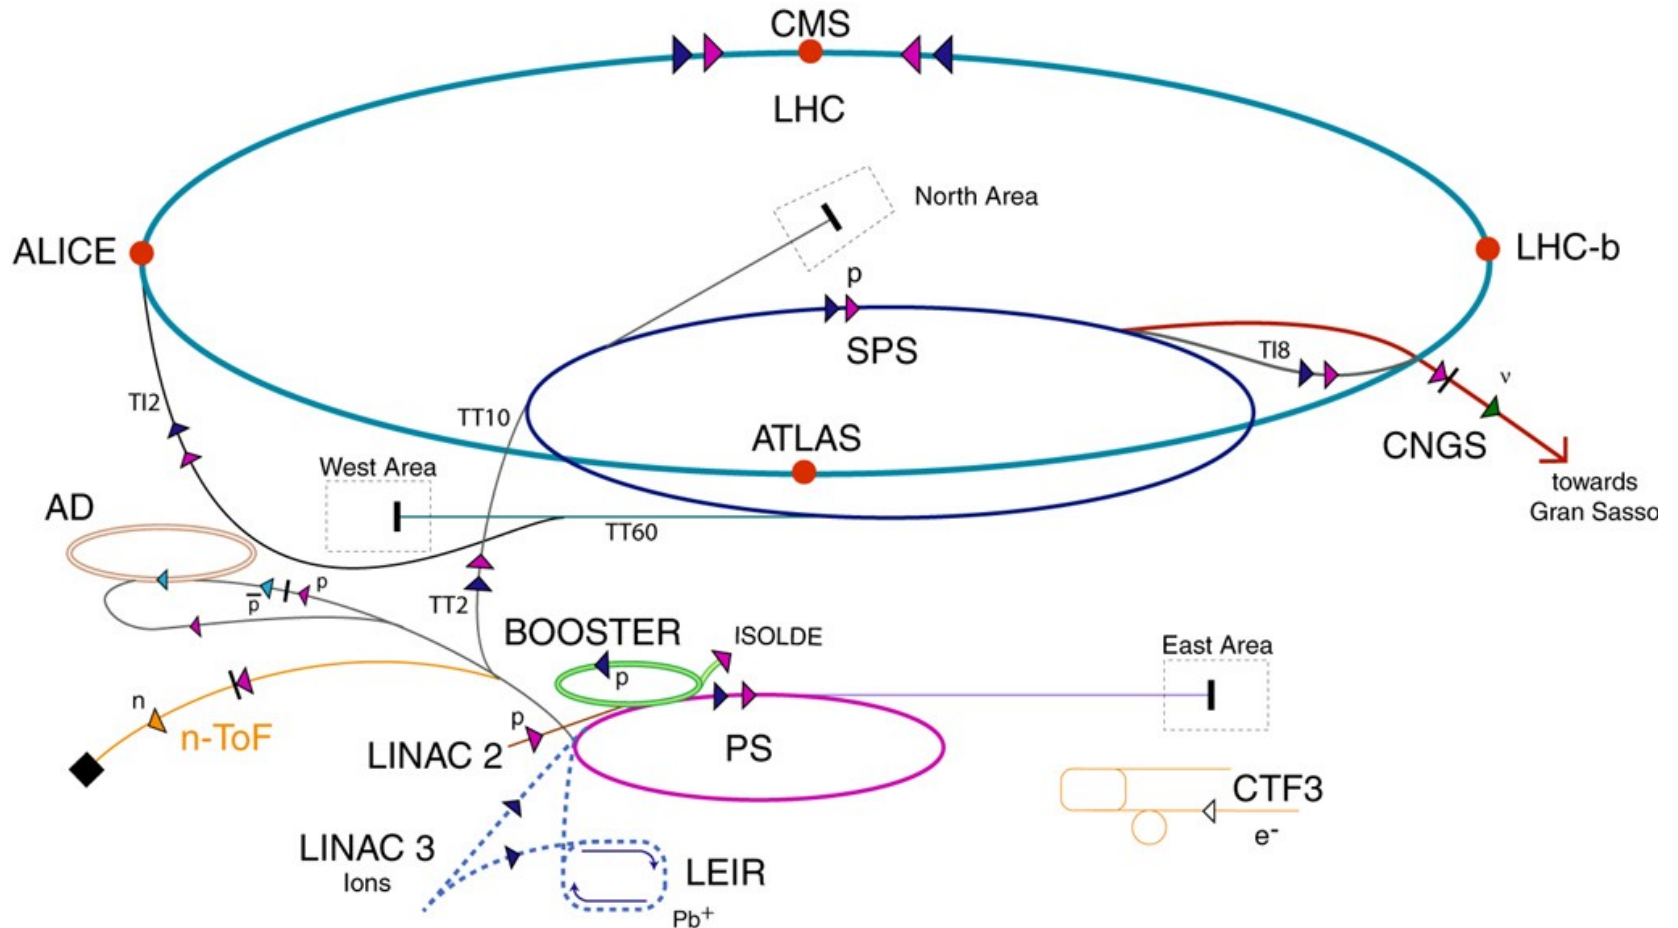 CMS
LHC
North Area
ALICE
LHC-b
p
SPS
TI8
ν
TI2
TT10
ATLAS
CNGS
West Area
towards
Gran Sasso
AD
TT60
p
p̅
TT2
BOOSTER
ISOLDE
East Area
p
n
p
n-ToF
LINAC 2
PS
CTF3
e-
LINAC 3
Ions
LEIR
Pb+